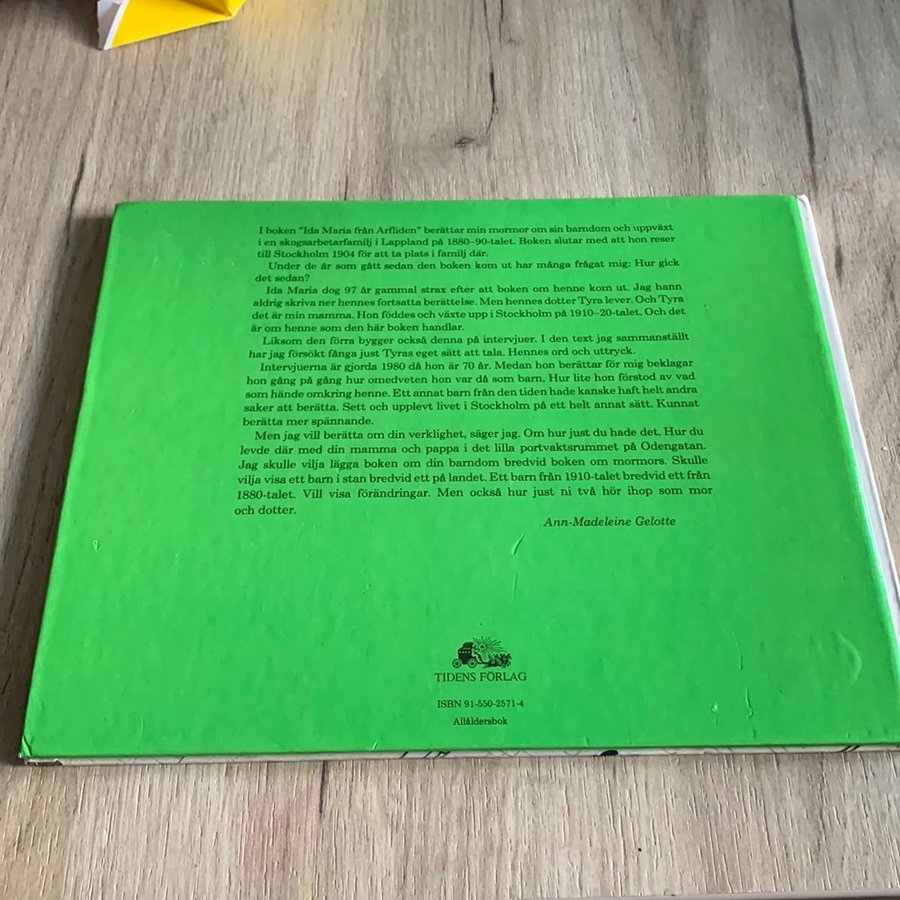 I boken "Ida Maria från Arfliden" berättar min mormor om sin barndom och uppväxt
i en skogsarbetarfamilj i Lappland på 1880–90-talet. Boken slutar med att hon reser
till Stockholm 1904 för att ta plats i familj där.
Under de år som gått sedan den boken kom ut har många frågat mig: Hur gick
det sedan?
Ida Maria dog 97 år gammal strax efter att boken om henne kom ut. Jag hann
aldrig skriva ner hennes fortsatta berättelse. Men hennes dotter Tyra lever. Och Tyra
det är min mamma. Hon föddes och växte upp i Stockholm på 1910–20-talet. Och det
är om henne som den här boken handlar.
Liksom den förra bygger också denna på intervjuer. I den text jag sammanställt
har jag försökt fånga just Tyras eget sätt att tala. Hennes ord och uttryck.
Intervjuerna är gjorda 1980 då hon är 70 år. Medan hon berättar för mig beklagar
hon gång på gång hur omedveten hon var då som barn. Hur lite hon förstod av vad
som hände omkring henne. Ett annat barn från den tiden hade kanske haft helt andra
saker att berätta. Sett och upplevt livet i Stockholm på ett helt annat sätt. Kunnat
berätta mer spännande.
Men jag vill berätta om din verklighet, säger jag. Om hur just du hade det. Hur du
levde där med din mamma och pappa i det lilla portvaktsrummet på Odengatan.
Jag skulle vilja lägga boken om din barndom bredvid boken om mormors. Skulle
vilja visa ett barn i stan bredvid ett på landet. Ett barn från 1910-talet bredvid ett från
1880-talet. Vill visa förändringar. Men också hur just ni två hör ihop som mor
och dotter.
Ann-Madeleine Gelotte
TIDENS FÖRLAG
ISBN 91-550-2571-4
Allåldersbok